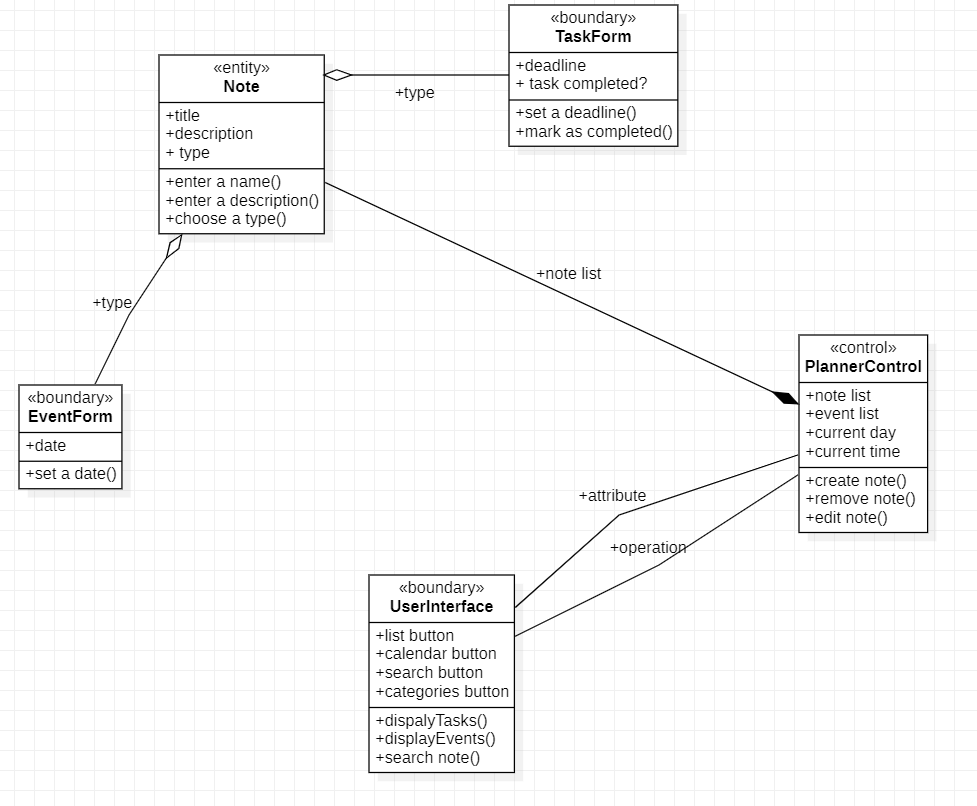 «boundary»
TaskForm
+deadline
+ task completed?
+set a deadline()
+mark as completed()
«entity»
Note
+title
+description
+ type
+enter a name()
+enter a description()
+choose a type()
+type
+note list
+type
«control»
PlannerControl
+note list
+event list
+current day
+current time
+create note()
+remove note()
+edit note()
«boundary»
EventForm
+date
+set a date()
+attribute
+operation
«boundary»
UserInterface
+list button
+calendar button
+search button
+categories button
+dispalyTasks()
+displayEvents()
+search note()